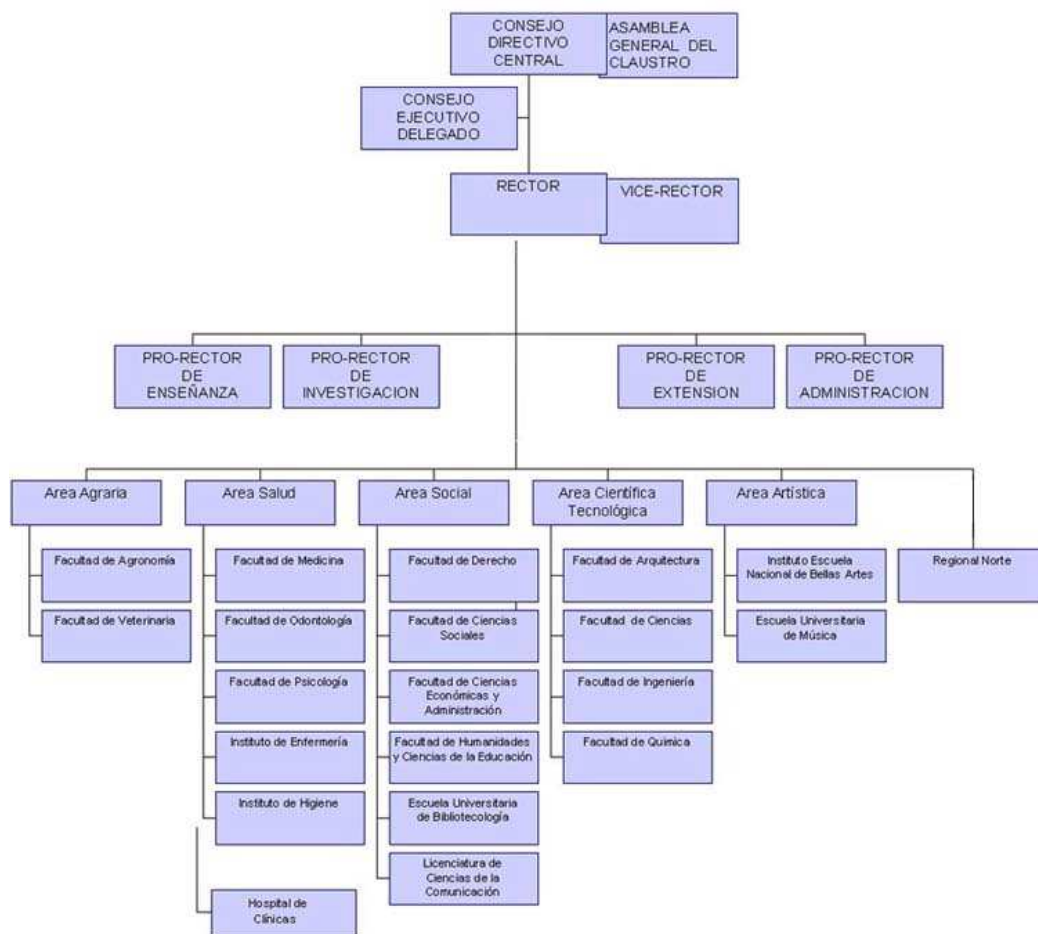 CONSEJO
DIRECTIVO
CENTRAL
ASAMBLEA
GENERAL DEL
CLAUSTRO
CONSEJO
EJECUTIVO
DELEGADO
RECTOR
VICE-RECTOR
PRO-RECTOR
DE
ENSEÑANZA
PRO-RECTOR
DE
INVESTIGACION
PRO-RECTOR
DE
EXTENSION
PRO-RECTOR
DE
ADMINISTRACION
Area Agraria
Facultad de Agronomía
Facultad de Veterinaria
Area Salud
Facultad de Medicina
Facultad de Odontología
Facultad de Psicología
Instituto de Enfermería
Instituto de Higiene
Hospital de
Clínicas
Area Social
Facultad de Derecho
Facultad de Ciencias
Sociales
Facultad de Ciencias
Económicas y
Administración
Facultad de Humanidades
y Ciencias de la Educación
Escuela Universitaria
de Bibliotecología
Licenciatura de
Ciencias de la
Comunicación
Area Científica
Tecnológica
Facultad de Arquitectura
Facultad de Ciencias
Facultad de Ingeniería
Facultad de Quimica
Area Artística
Instituto Escuela
Nacional de Bellas Artes
Escuela Universitaria
de Música
Regional Norte